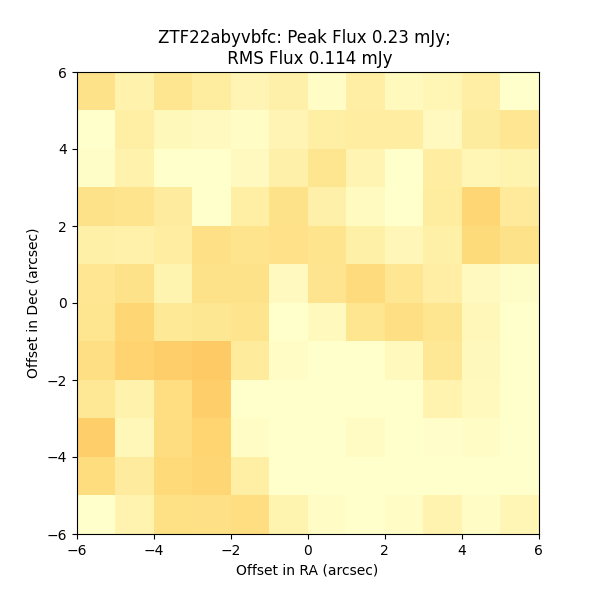 ZTF22abyvbfc: Peak Flux 0.23 mJy;
RMS Flux 0.114 mJy
6
4
2
0
−2
−4
−6
Offset in Dec (arcsec)
−6 −4 −2 0 2 4 6
Offset in RA (arcsec)